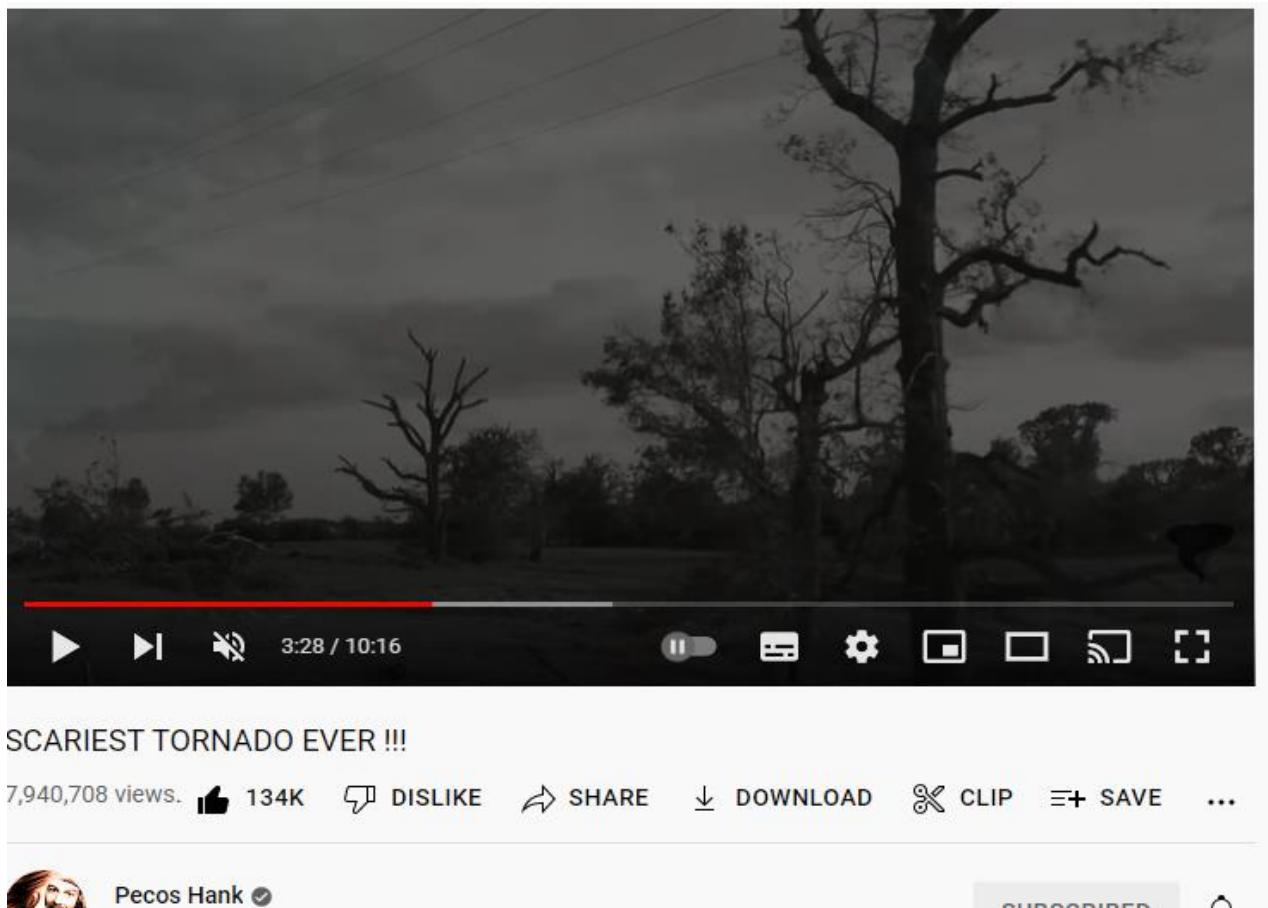 3:28 / 10:16
SCARIEST TORNADO EVER !!!
7,940,708 views. 134K DISLIKE SHARE DOWNLOAD CLIP SAVE ...
Pecos Hank
SUBSCRIBED